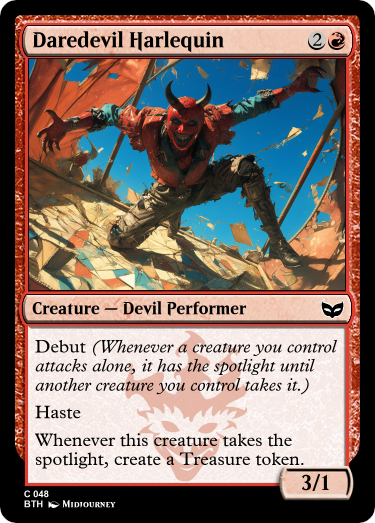 Daredevil Harlequin 2
Creature — Devil Performer
Debut (Whenever a creature you control
attacks alone, it has the spotlight until
another creature you control takes it.)
Haste
Whenever this creature takes the
spotlight, create a Treasure token.
3/1
C 048
BTH Midjourney